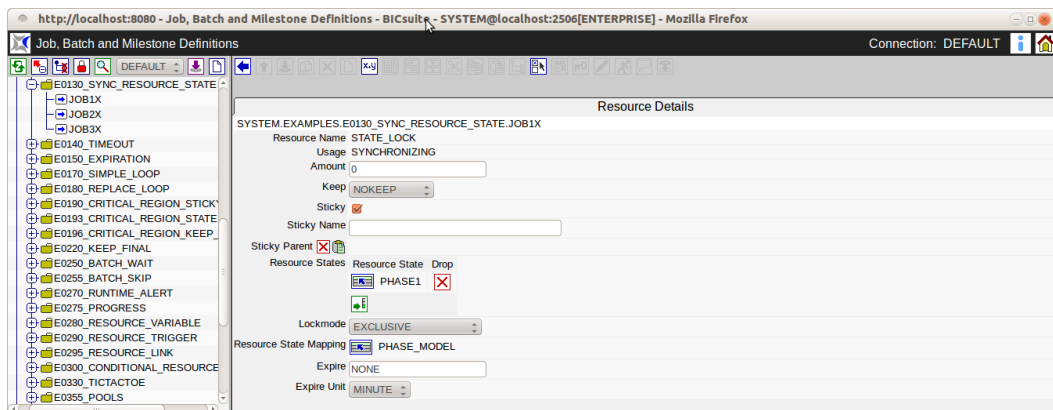 http://localhost:8080 - Job, Batch and Milestone Definitions - BICsuite - SYSTEM@localhost:2506[ENTERPRISE] - Mozilla Firefox
Job, Batch and Milestone Definitions
Connection: DEFAULT
DEFAULT
x,y
E0130_SYNC_RESOURCE_STATE
JOB1X
JOB2X
JOB3X
E0140_TIMEOUT
E0150_EXPIRATION
E0170_SIMPLE_LOOP
E0180_REPLACE_LOOP
E0190_CRITICAL_REGION_STICKY
E0193_CRITICAL_REGION_STATE
E0196_CRITICAL_REGION_KEEP_
E0220_KEEP_FINAL
E0250_BATCH_WAIT
E0255_BATCH_SKIP
E0270_RUNTIME_ALERT
E0275_PROGRESS
E0280_RESOURCE_VARIABLE
E0290_RESOURCE_TRIGGER
E0295_RESOURCE_LINK
E0300_CONDITIONAL_RESOURCE
E0330_TICTACTOE
E0355_POOLS
Resource Details
SYSTEM.EXAMPLES.E0130_SYNC_RESOURCE_STATE.JOB1X
Resource Name STATE_LOCK
Usage SYNCHRONIZING
Amount 0
Keep NOKEEP
Sticky
Sticky Name
Sticky Parent
Resource States Resource State Drop
PHASE1
Lockmode EXCLUSIVE
Resource State Mapping PHASE_MODEL
Expire NONE
Expire Unit MINUTE